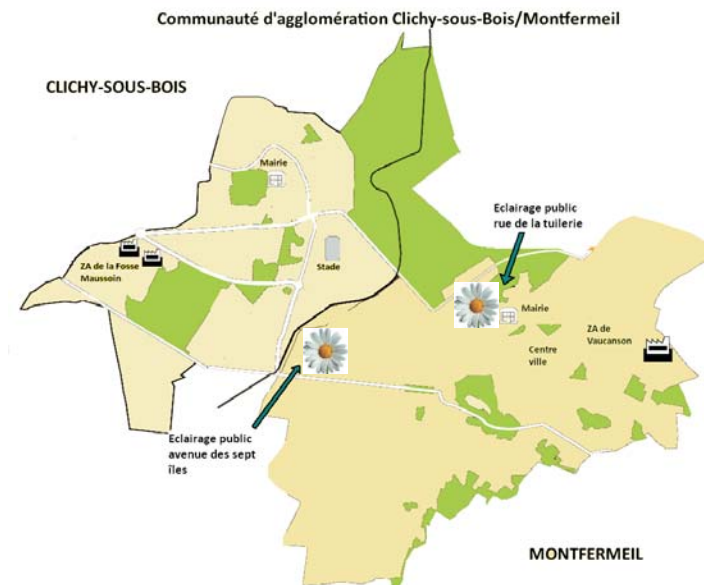 Communauté d'agglomération Clichy-sous-Bois/Montfermeil
CLICHY-SOUS-BOIS
Mairie
Eclairage public
rue de la tuilerie
ZA de la Fosse
Maussoin
Stade
Mairie
ZA de
Vaucanson
Centre
ville
Eclairage public
avenue des sept
îles
MONTFERMEIL